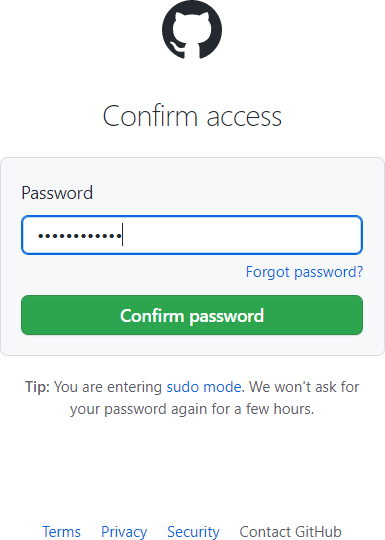 Confirm access
Password
••••••••••••
Forgot password?
Confirm password
Tip: You are entering sudo mode. We won't ask for
your password again for a few hours.
Terms Privacy Security Contact GitHub